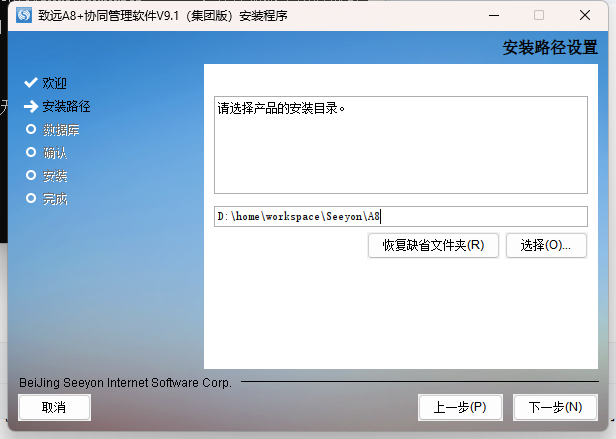 致远A8+协同管理软件V9.1（集团版）安装程序
安装路径设置
欢迎
安装路径
数据库
确认
安装
完成
请选择产品的安装目录。
D:\home\workspace\Seeyon\A8
恢复缺省文件夹(R)
选择(O)...
BeiJing Seeyon Internet Software Corp.
取消
上一步(P)
下一步(N)